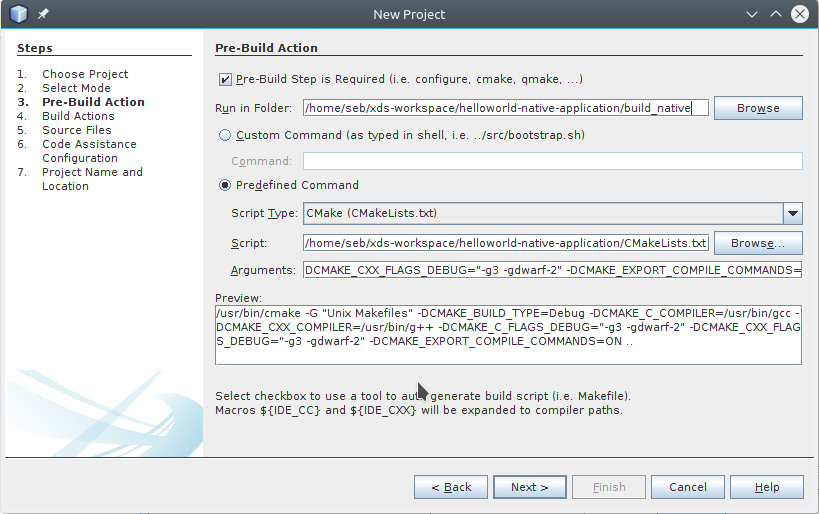 New Project
Steps
1. Choose Project
2. Select Mode
3. Pre-Build Action
4. Build Actions
5. Source Files
6. Code Assistance
Configuration
7. Project Name and
Location
Pre-Build Action
Pre-Build Step is Required (i.e. configure, cmake, qmake, ...)
Run in Folder: /home/seb/xds-workspace/helloworld-native-application/build_native Browse
Custom Command (as typed in shell, i.e. ../src/bootstrap.sh)
Command:
Predefined Command
Script Type: CMake (CMakeLists.txt)
Script: /home/seb/xds-workspace/helloworld-native-application/CMakeLists.txt Browse...
Arguments: DCMAKE_CXX_FLAGS_DEBUG="-g3 -gdwarf-2" -DCMAKE_EXPORT_COMPILE_COMMANDS=
Preview:
/usr/bin/cmake -G "Unix Makefiles" -DCMAKE_BUILD_TYPE=Debug -DCMAKE_C_COMPILER=/usr/bin/gcc -
DCMAKE_CXX_COMPILER=/usr/bin/g++ -DCMAKE_C_FLAGS_DEBUG="-g3 -gdwarf-2" -DCMAKE_CXX_FLAG
S_DEBUG="-g3 -gdwarf-2" -DCMAKE_EXPORT_COMPILE_COMMANDS=ON ..
Select checkbox to use a tool to generate build script (i.e. Makefile).
Macros ${IDE_CC} and ${IDE_CXX} will be expanded to compiler paths.
< Back Next > Finish Cancel Help